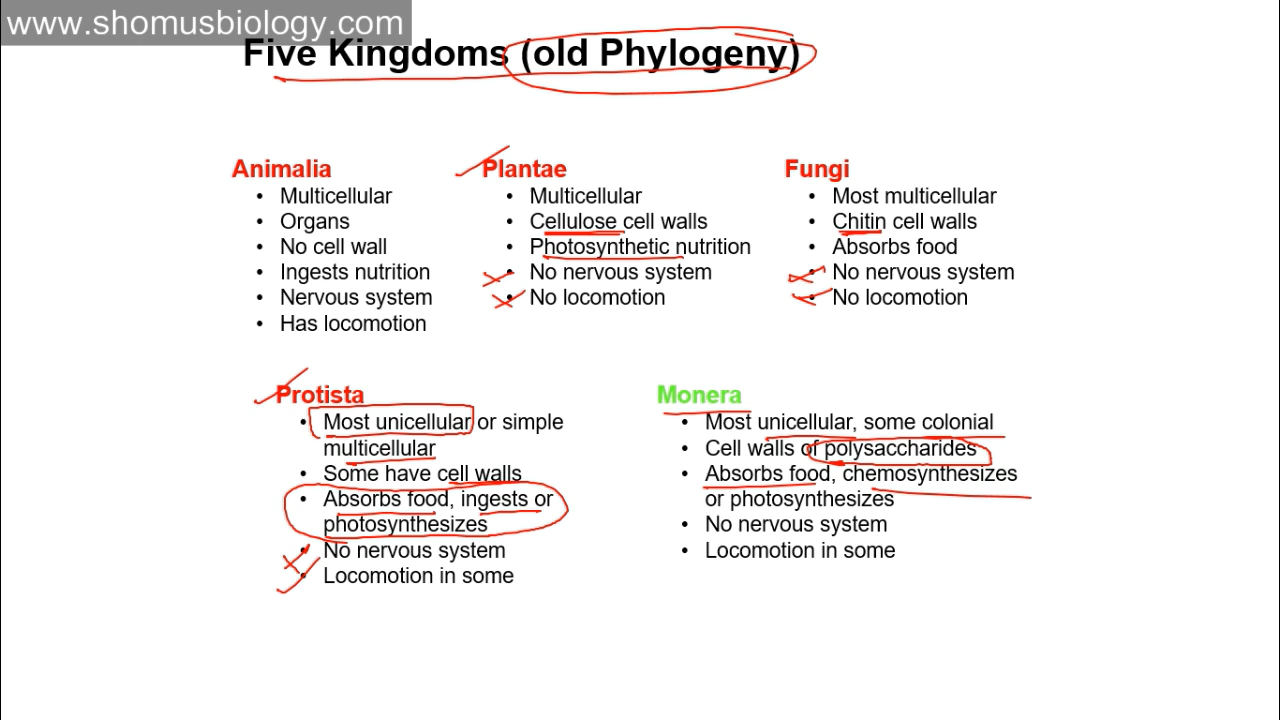 www.shomusbiology.com
Five Kingdoms (old Phylogeny)
Animalia
• Multicellular
• Organs
• No cell wall
• Ingests nutrition
• Nervous system
• Has locomotion
Plantae
• Multicellular
• Cellulose cell walls
• Photosynthetic nutrition
• No nervous system
• No locomotion
Fungi
• Most multicellular
• Chitin cell walls
• Absorbs food
• No nervous system
• No locomotion
Protista
• Most unicellular or simple
multicellular
• Some have cell walls
• Absorbs food, ingests or
photosynthesizes
• No nervous system
• Locomotion in some
Monera
• Most unicellular, some colonial
• Cell walls of polysaccharides
• Absorbs food, chemosynthesizes
or photosynthesizes
• No nervous system
• Locomotion in some